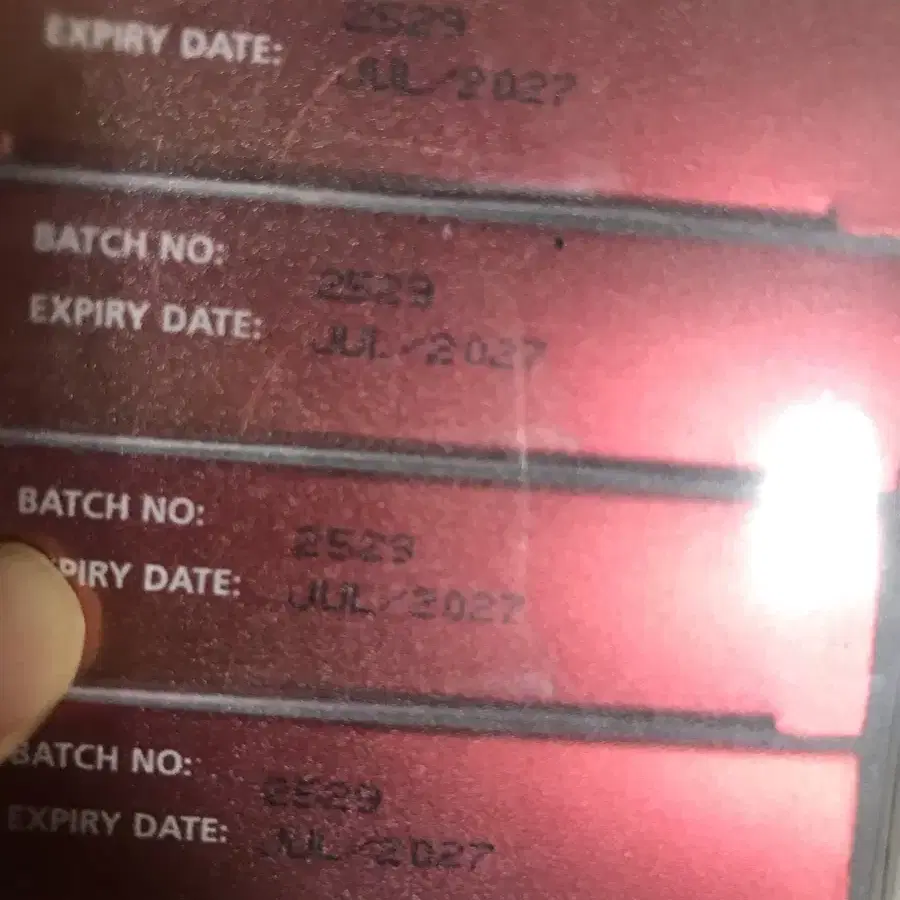 2529
EXPIRY DATE:
JUL/2027
BATCH NO:
2529
EXPIRY DATE:
JUL/2027
BATCH NO:
2529
PIRY DATE:
JUL/2027
BATCH NO:
2529
EXPIRY DATE:
JUL/2027